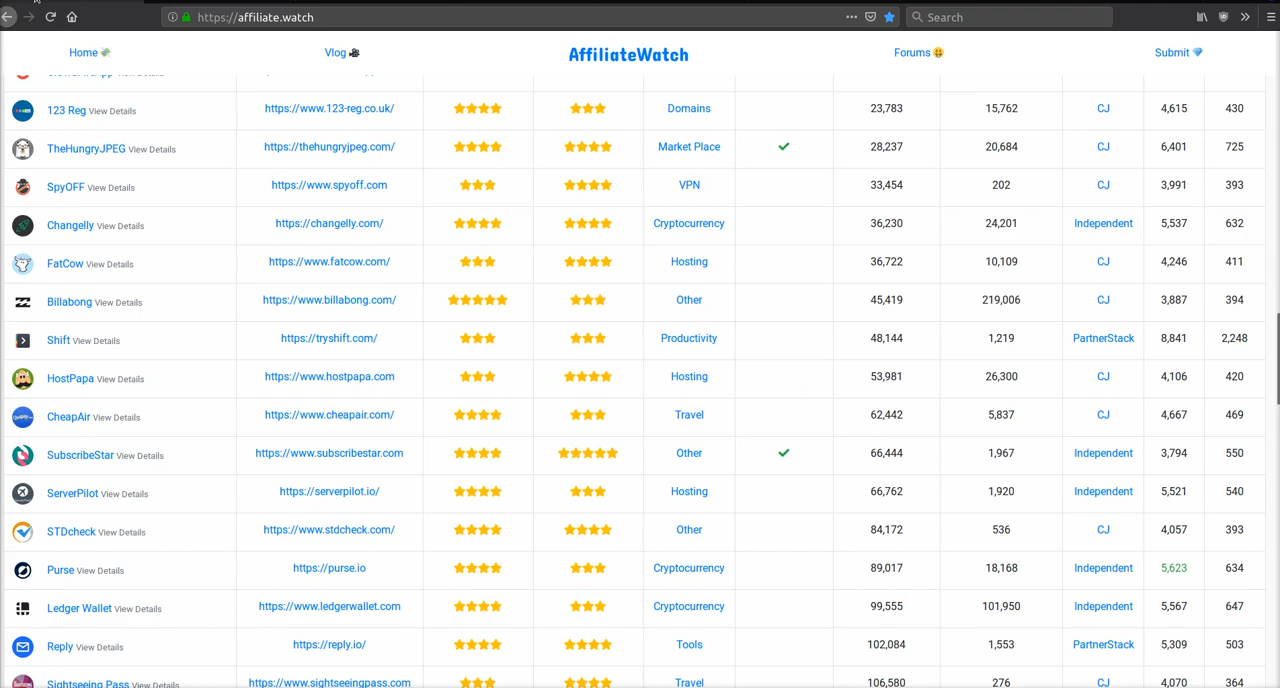 https://affiliate.watch
Search
Home
Vlog
AffiliateWatch
Forums
Submit
123 Reg View Details https://www.123-reg.co.uk/ Domains 23,783 15,762 CJ 4,615 430
TheHungryJPEG View Details https://thehungryjpeg.com/ Market Place 28,237 20,684 CJ 6,401 725
SpyOFF View Details https://www.spyoff.com VPN 33,454 202 CJ 3,991 393
Changelly View Details https://changelly.com/ Cryptocurrency 36,230 24,201 Independent 5,537 632
FatCow View Details https://www.fatcow.com/ Hosting 36,722 10,109 CJ 4,246 411
Billabong View Details https://www.billabong.com/ Other 45,419 219,006 CJ 3,887 394
Shift View Details https://tryshift.com/ Productivity 48,144 1,219 PartnerStack 8,841 2,248
HostPapa View Details https://www.hostpapa.com Hosting 53,981 26,300 CJ 4,106 420
CheapAir View Details https://www.cheapair.com/ Travel 62,442 5,837 CJ 4,667 469
SubscribeStar View Details https://www.subscribestar.com Other 66,444 1,967 Independent 3,794 550
ServerPilot View Details https://serverpilot.io/ Hosting 66,762 1,920 Independent 5,521 540
STDcheck View Details https://www.stdcheck.com/ Other 84,172 536 CJ 4,057 393
Purse View Details https://purse.io Cryptocurrency 89,017 18,168 Independent 5,623 634
Ledger Wallet View Details https://www.ledgerwallet.com Cryptocurrency 99,555 101,950 Independent 5,567 647
Reply View Details https://reply.io/ Tools 102,084 1,553 PartnerStack 5,309 503
Sightseeing Pass View Details https://www.sightseeingpass.com Travel 106,580 276 CJ 4,070 364